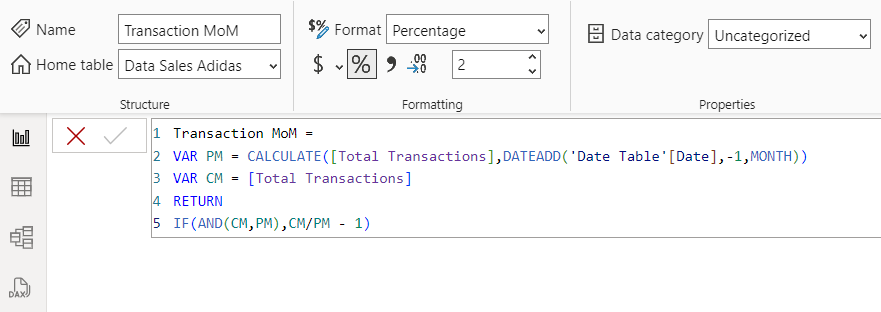 Name Transaction MoM
$% Format Percentage
Data category Uncategorized
Home table Data Sales Adidas
$ % , .00 →.0 2
Structure
Formatting
Properties
1 Transaction MoM =
2 VAR PM = CALCULATE([Total Transactions],DATEADD('Date Table'[Date],-1,MONTH))
3 VAR CM = [Total Transactions]
4 RETURN
5 IF(AND(CM,PM),CM/PM - 1)
DAX